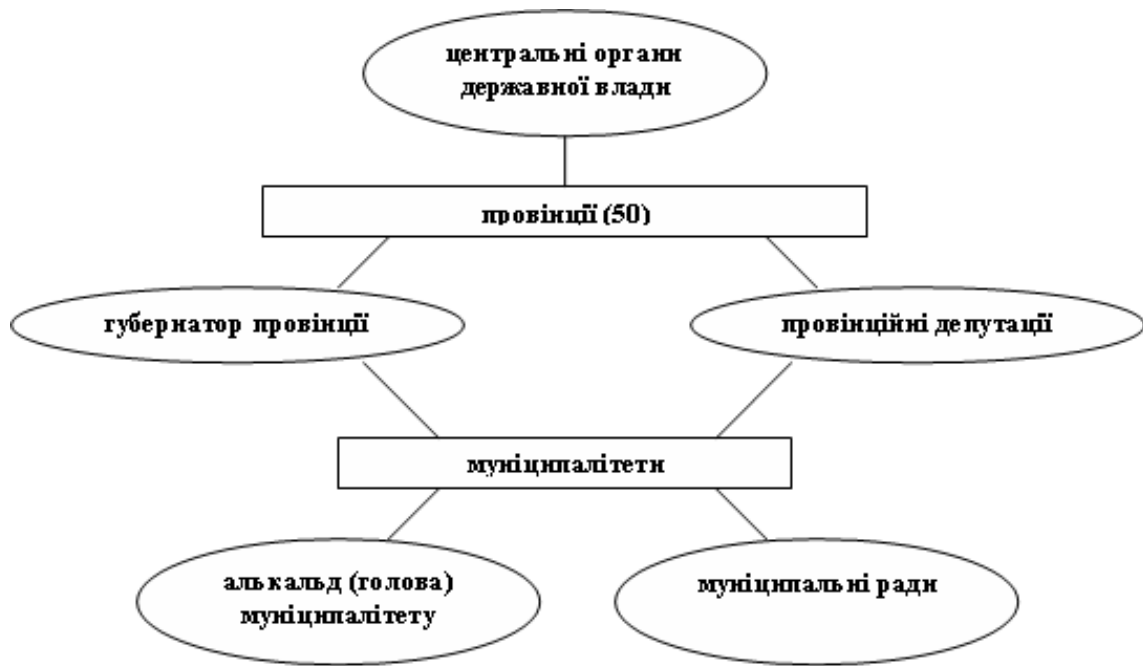 центральні органи
державної влади
провінції (50)
губернатор провінції
провінційні депутації
муніципалітети
алькальд (голова)
муніципалітету
муніципальні ради